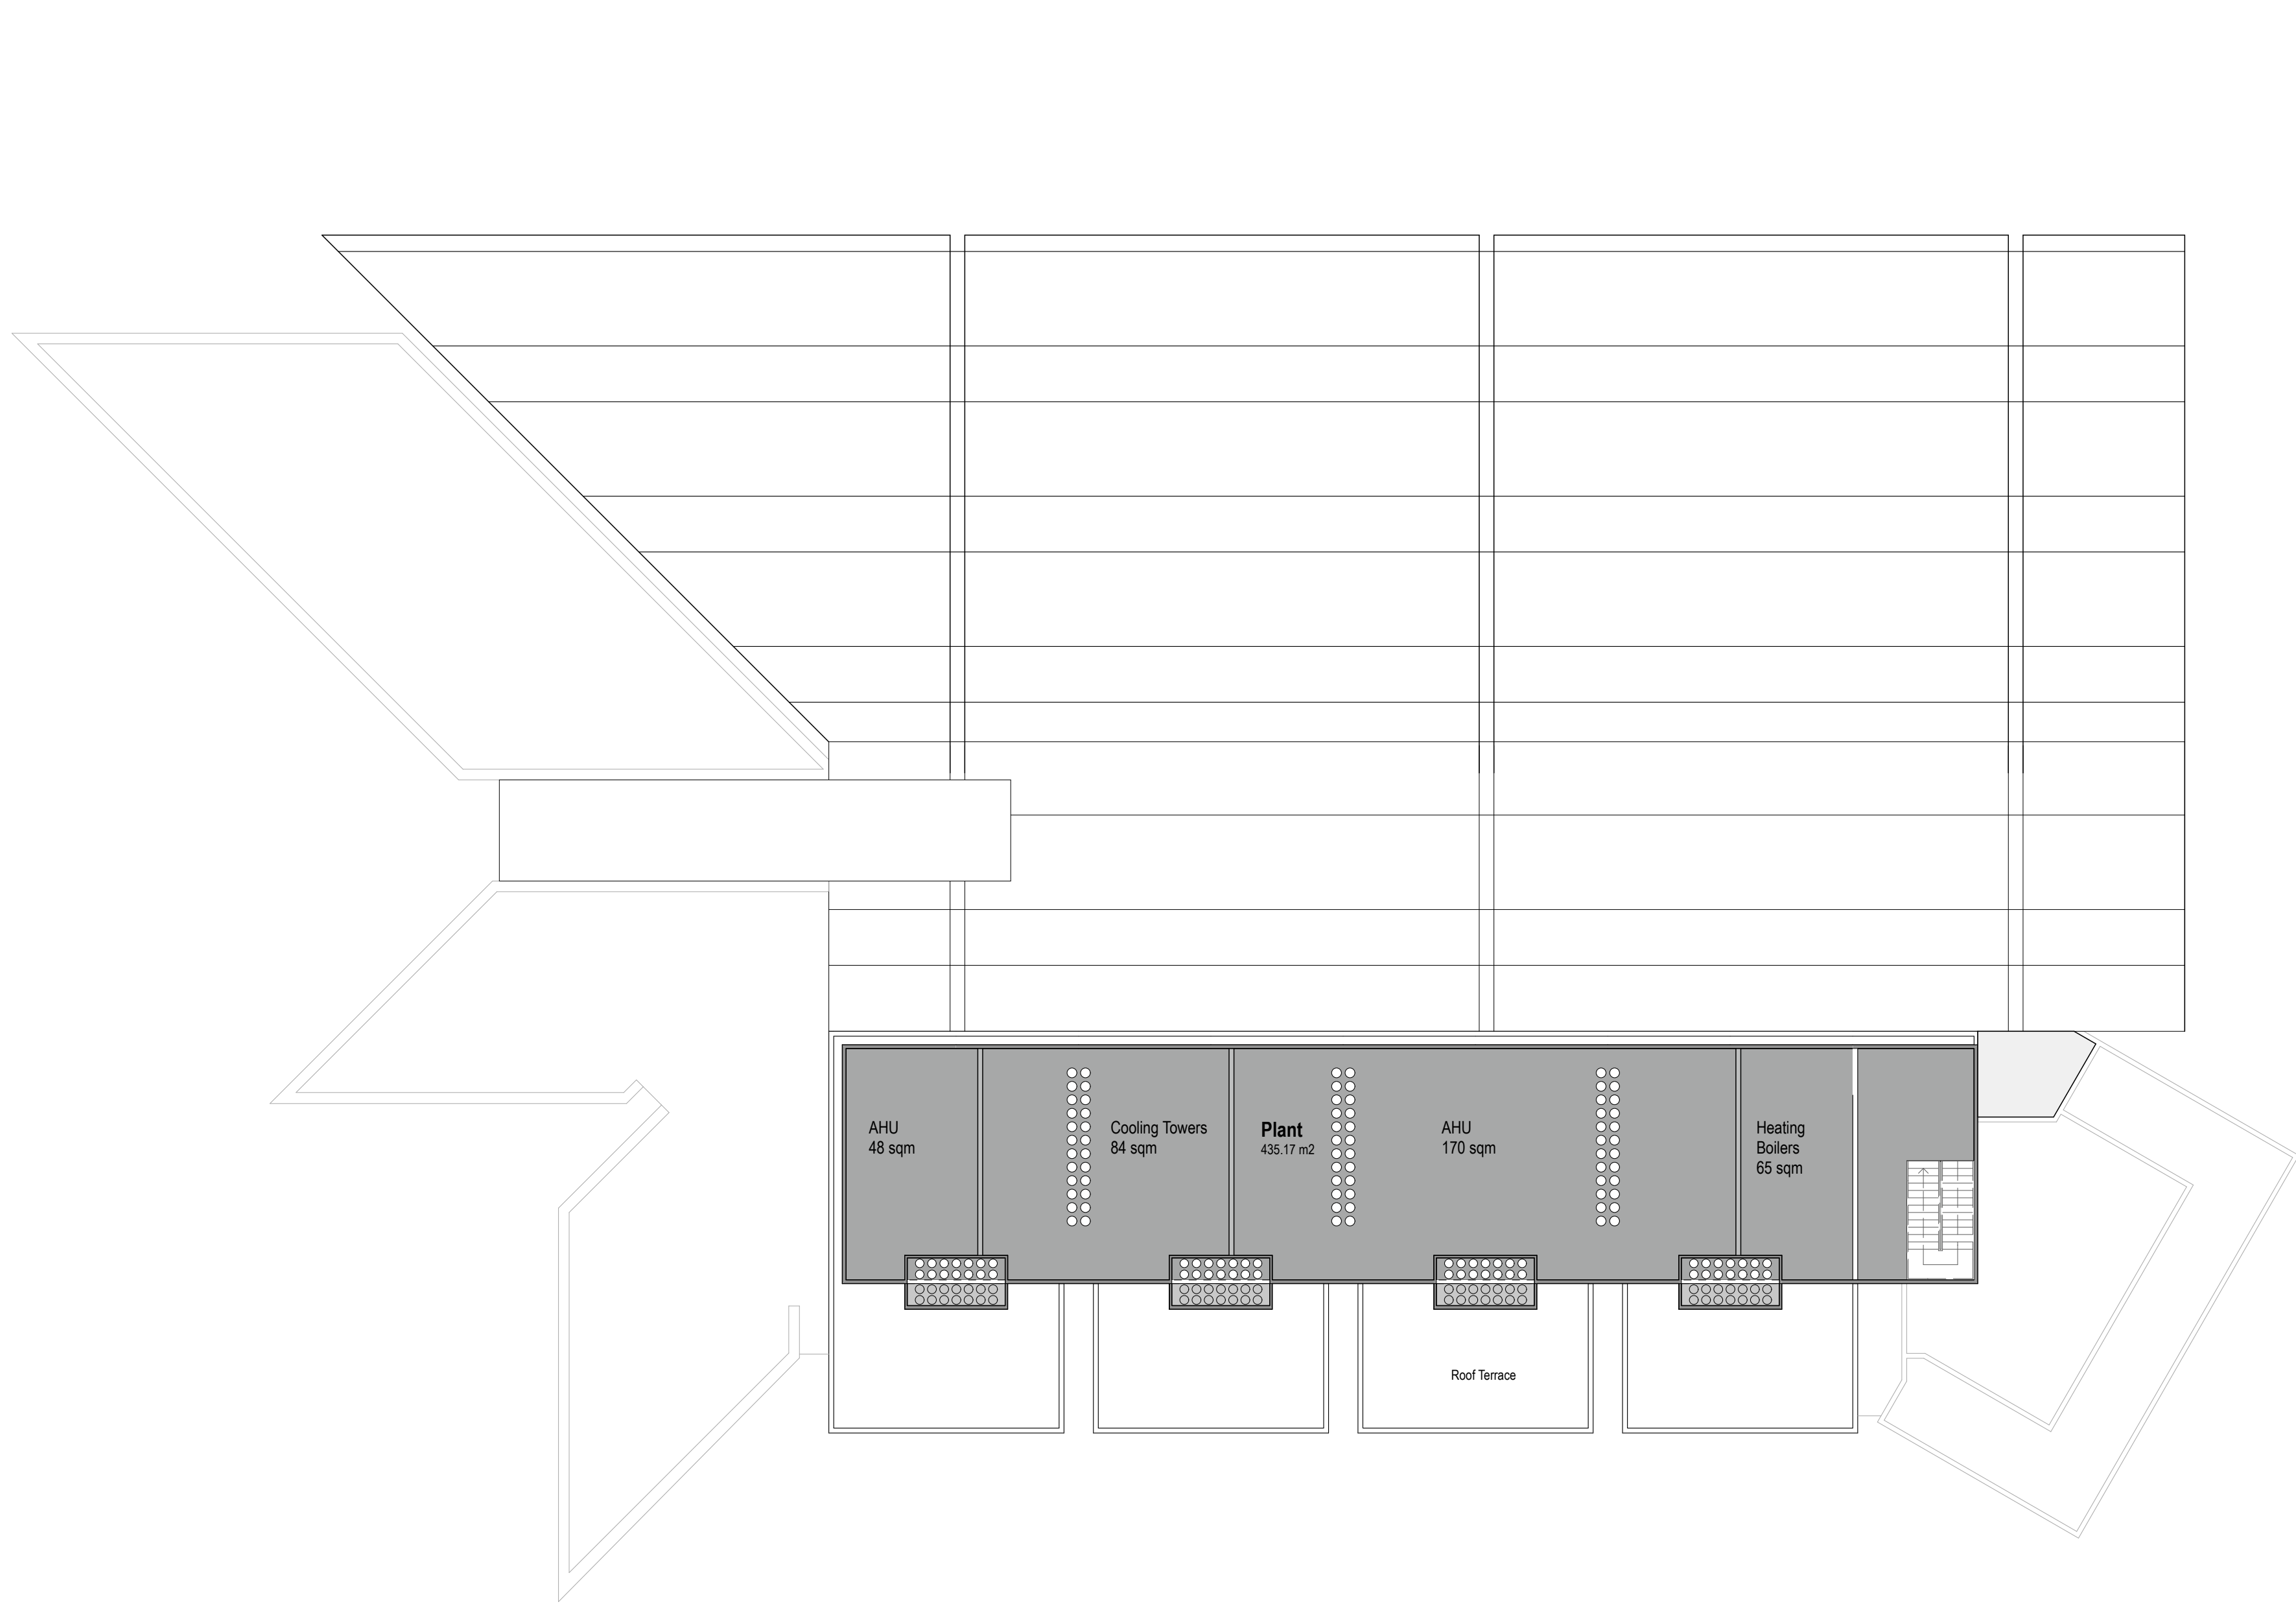 AHU
48 sqm
Cooling Towers
84 sqm
Plant
435.17 m2
AHU
170 sqm
Heating
Boilers
65 sqm
Roof Terrace